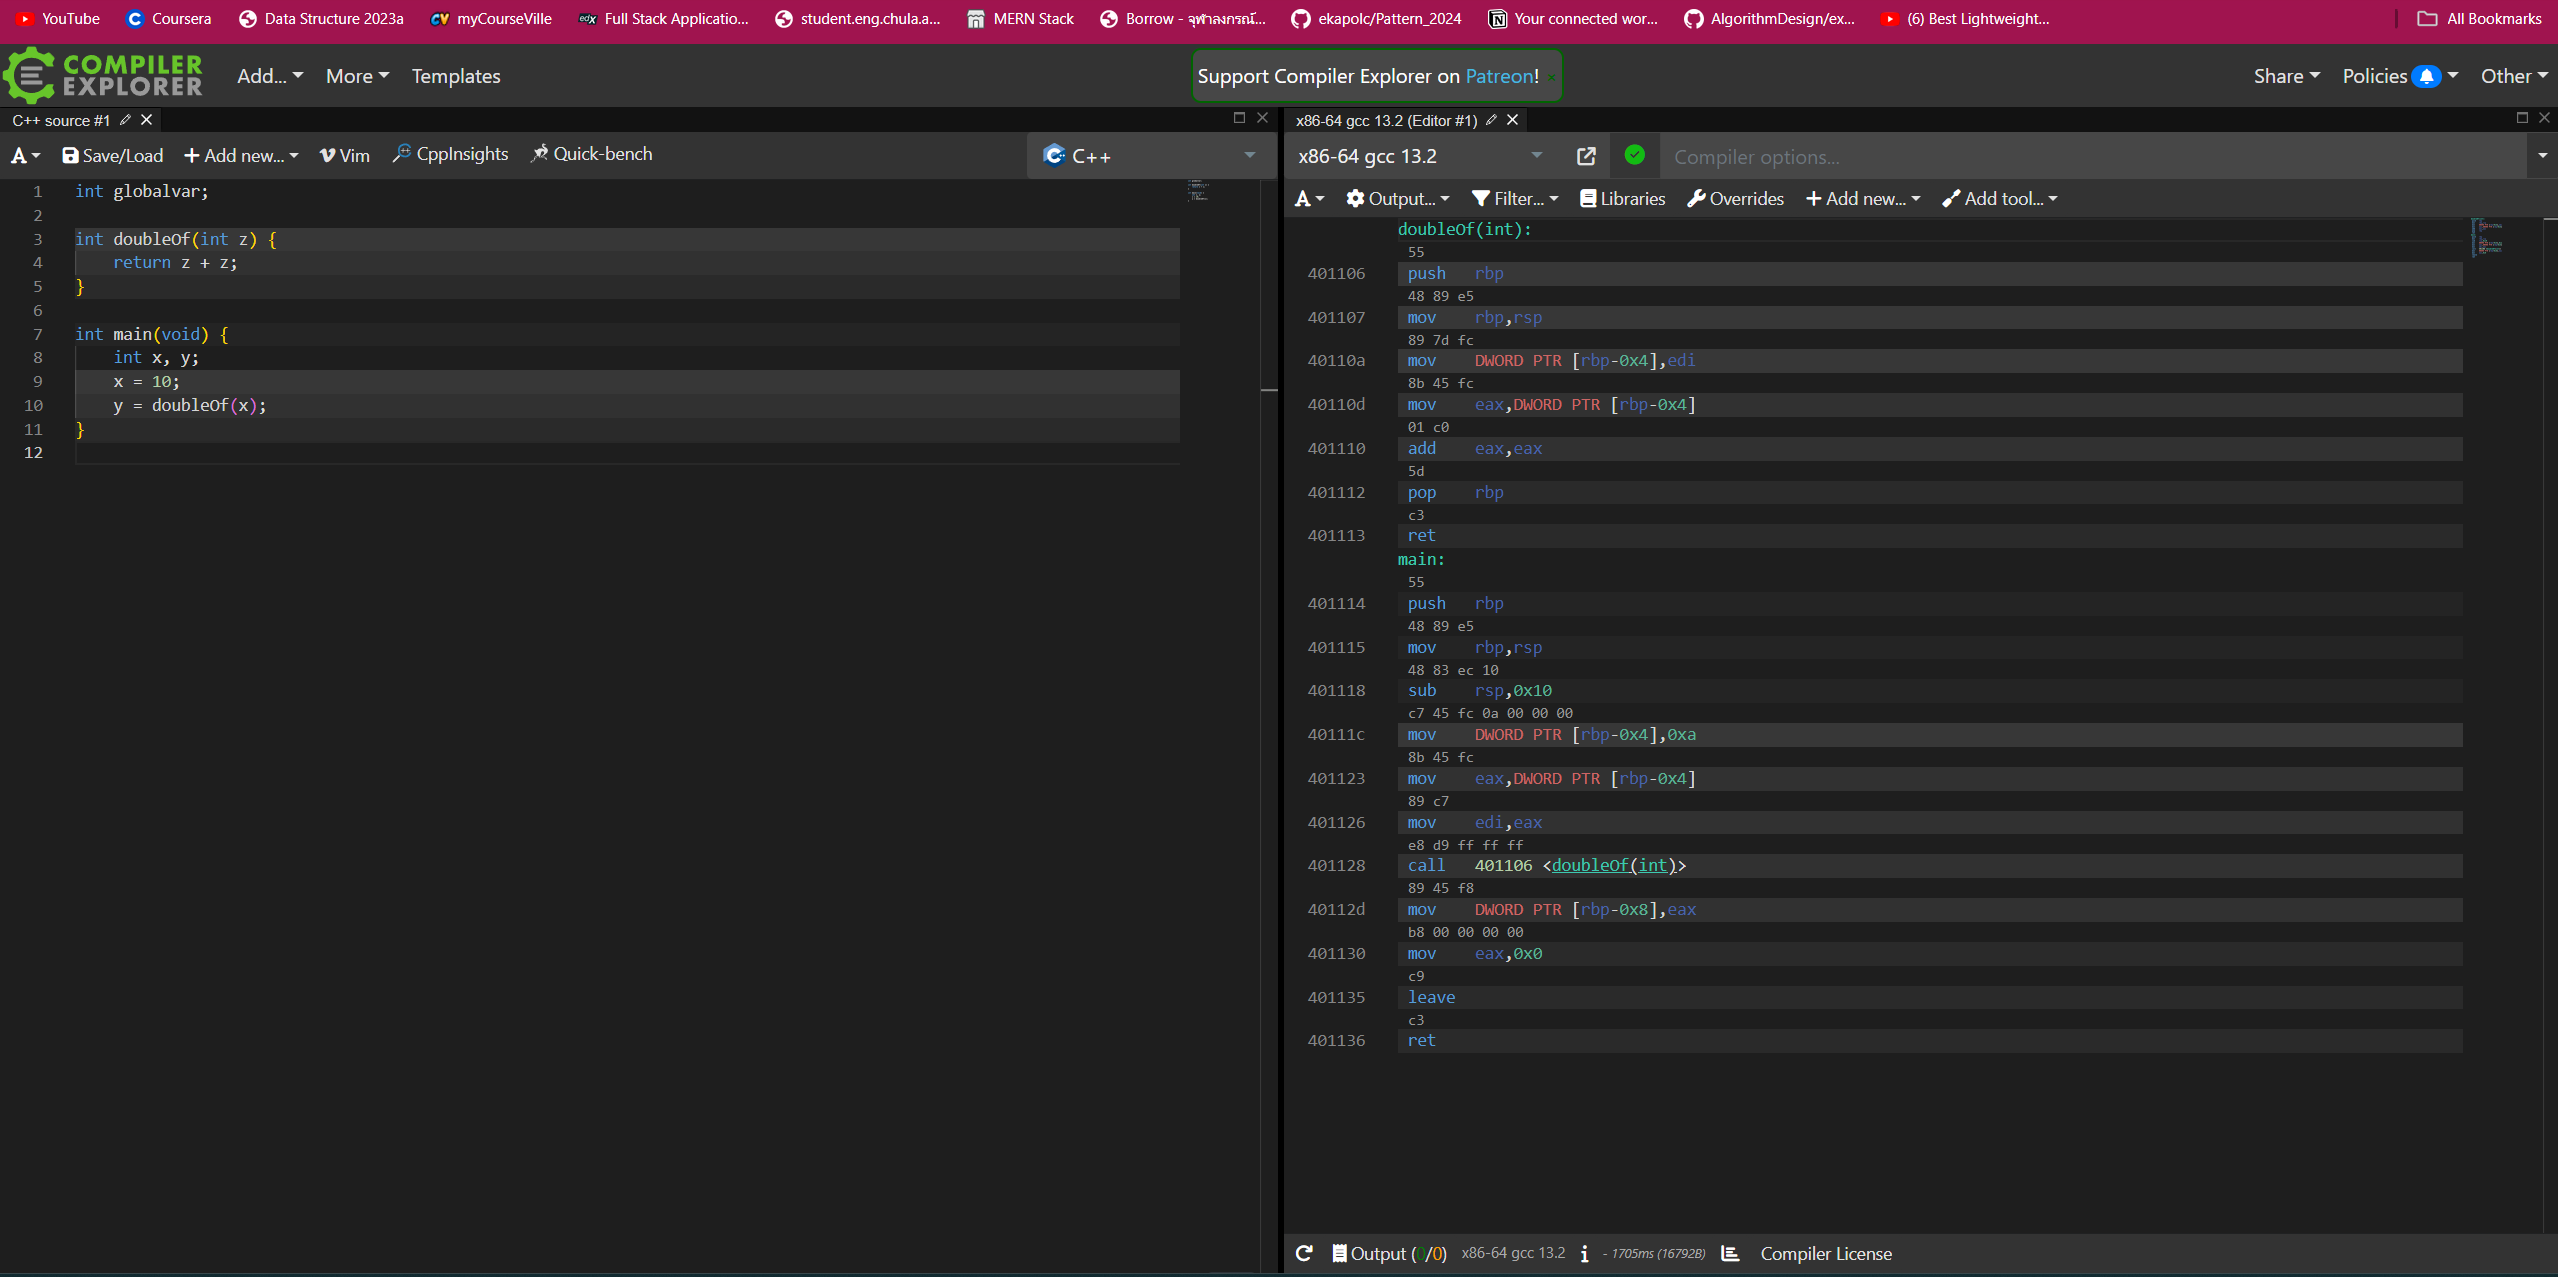 YouTube Coursera Data Structure 2023a myCourseVille Full Stack Applicatio... student.eng.chula.a... MERN Stack Borrow - จุฬาลงกรณ์... ekapolc/Pattern_2024 Your connected wor... AlgorithmDesign/ex... (6) Best Lightweight... All Bookmarks
COMPILER EXPLORER Add... More Templates Support Compiler Explorer on Patreon! Share Policies Other
C++ source #1
A Save/Load Add new... Vim CppInsights Quick-bench C++
1 int globalvar;
2
3 int doubleOf(int z) {
4 return z + z;
5 }
6
7 int main(void) {
8 int x, y;
9 x = 10;
10 y = doubleOf(x);
11 }
12
x86-64 gcc 13.2 (Editor #1)
x86-64 gcc 13.2 Compiler options...
A Output... Filter... Libraries Overrides Add new... Add tool...
doubleOf(int):
55
401106 push rbp
48 89 e5
401107 mov rbp,rsp
89 7d fc
40110a mov DWORD PTR [rbp-0x4],edi
8b 45 fc
40110d mov eax,DWORD PTR [rbp-0x4]
01 c0
401110 add eax,eax
5d
401112 pop rbp
c3
401113 ret
main:
55
401114 push rbp
48 89 e5
401115 mov rbp,rsp
48 83 ec 10
401118 sub rsp,0x10
c7 45 fc 0a 00 00 00
40111c mov DWORD PTR [rbp-0x4],0xa
8b 45 fc
401123 mov eax,DWORD PTR [rbp-0x4]
89 c7
401126 mov edi,eax
e8 d9 ff ff ff
401128 call 401106 <doubleOf(int)>
89 45 f8
40112d mov DWORD PTR [rbp-0x8],eax
b8 00 00 00 00
401130 mov eax,0x0
c9
401135 leave
c3
401136 ret
Output (0/0) x86-64 gcc 13.2 - 1705ms (16792B) Compiler License